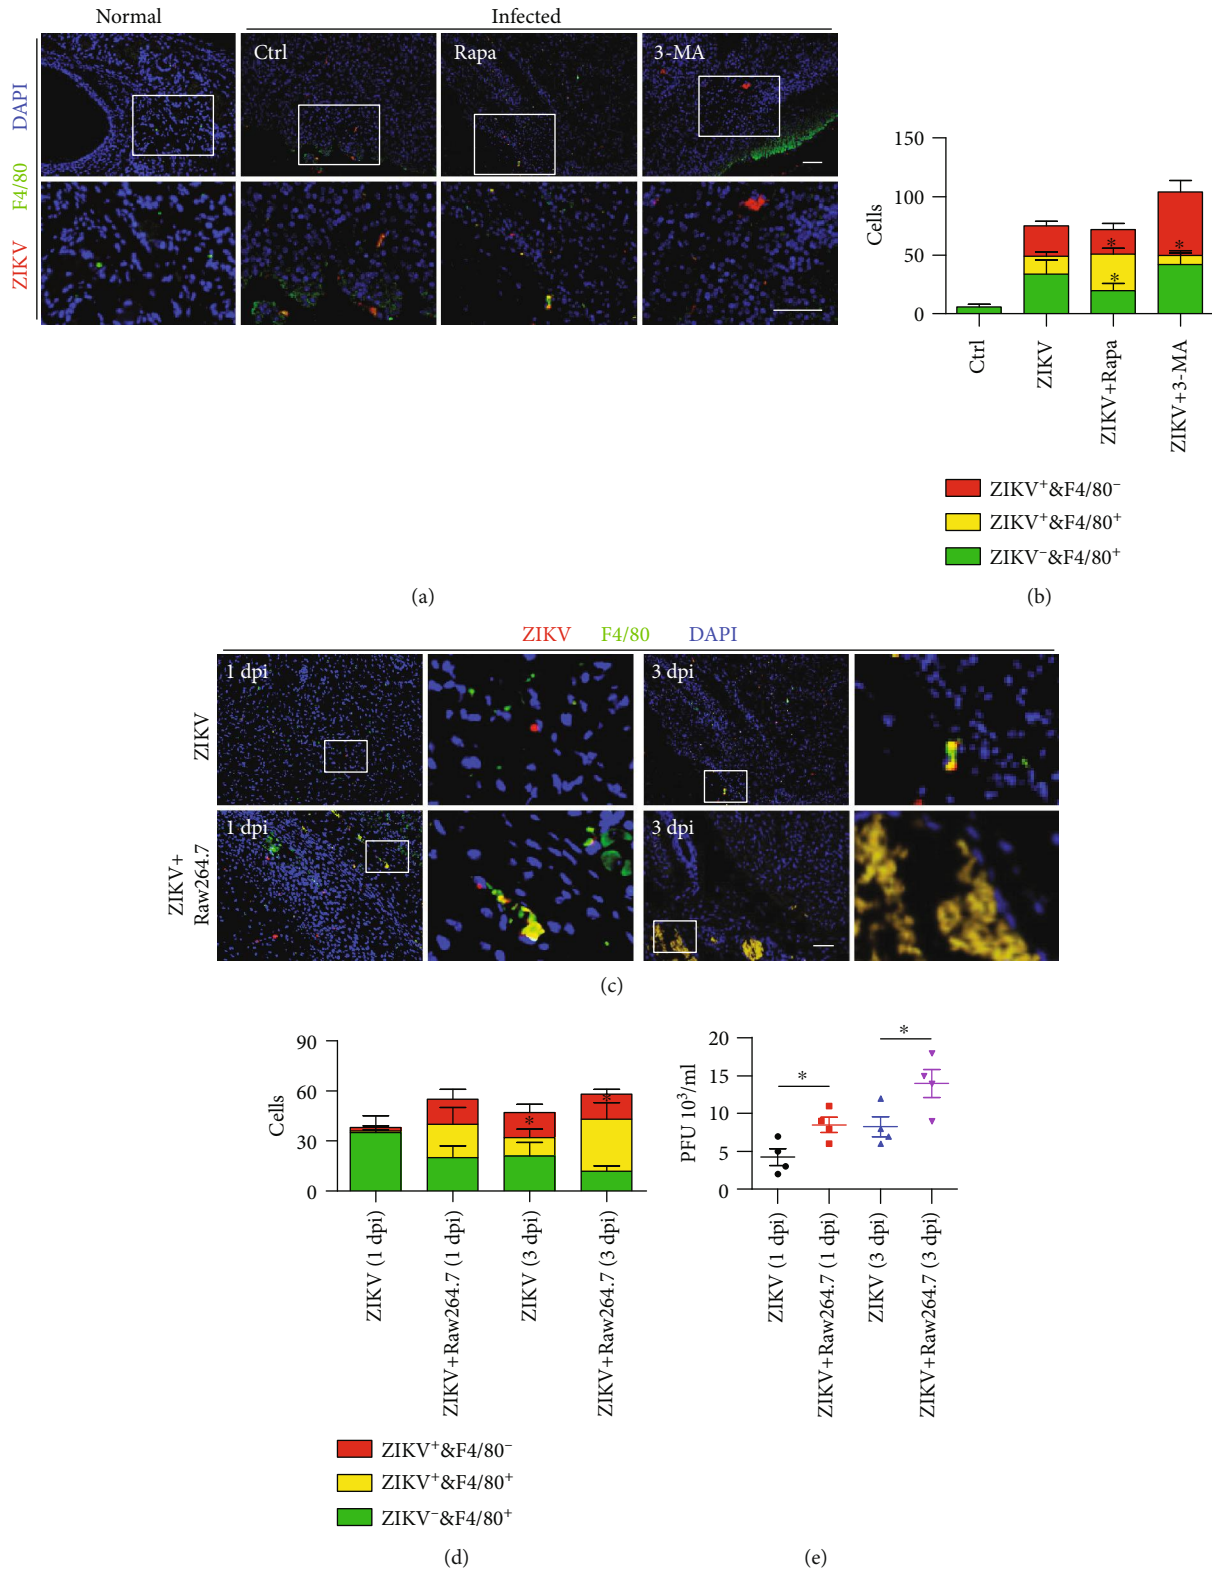 Normal Infected
Ctrl Rapa 3-MA
ZIKV F4/80 DAPI
(a)
150
100
50
0
Cells
* * *
Ctrl
ZIKV
ZIKV+Rapa
ZIKV+3-MA
ZIKV⁺&F4/80⁻
ZIKV⁺&F4/80⁺
ZIKV⁻&F4/80⁺
(b)
ZIKV F4/80 DAPI
1 dpi 3 dpi
ZIKV
1 dpi 3 dpi
ZIKV+
Raw264.7
(c)
90
60
30
0
Cells
* *
ZIKV (1 dpi)
ZIKV+Raw264.7 (1 dpi)
ZIKV (3 dpi)
ZIKV+Raw264.7 (3 dpi)
ZIKV⁺&F4/80⁻
ZIKV⁺&F4/80⁺
ZIKV⁻&F4/80⁺
(d)
20
15
10
5
0
PFU 10³/ml
* *
ZIKV (1 dpi)
ZIKV+Raw264.7 (1 dpi)
ZIKV (3 dpi)
ZIKV+Raw264.7 (3 dpi)
(e)